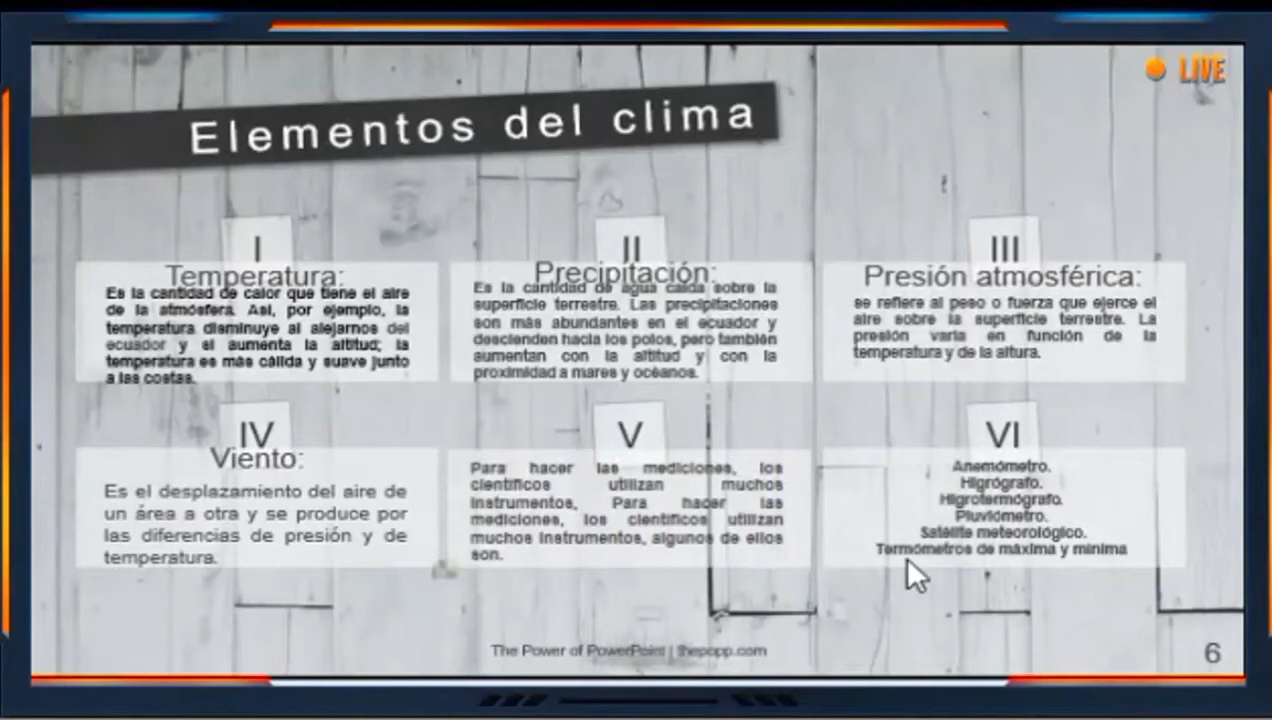 LIVE
Elementos del clima
I
Temperatura:
Es la cantidad de calor que tiene el aire
de la atmósfera. Así, por ejemplo, la
temperatura disminuye al alejarnos del
ecuador y si aumenta la altitud; la
temperatura es más cálida y suave junto
a las costas.
II
Precipitación:
Es la cantidad de agua caída sobre la
superficie terrestre. Las precipitaciones
son más abundantes en el ecuador y
descienden hacia los polos, pero también
aumentan con la altitud y con la
proximidad a mares y océanos.
III
Presión atmosférica:
se refiere al peso o fuerza que ejerce el
aire sobre la superficie terrestre. La
presión varia en función de la
temperatura y de la altura.
IV
Viento:
Es el desplazamiento del aire de
un área a otra y se produce por
las diferencias de presión y de
temperatura.
V
Para hacer las mediciones, los
científicos utilizan muchos
instrumentos, Para hacer las
mediciones, los científicos utilizan
muchos instrumentos, algunos de ellos
son.
VI
Anemómetro.
Higrógrafo.
Higrotermógrafo.
Pluviómetro.
Satélite meteorológico.
Termómetros de máxima y mínima
The Power of PowerPoint | thepopp.com
6